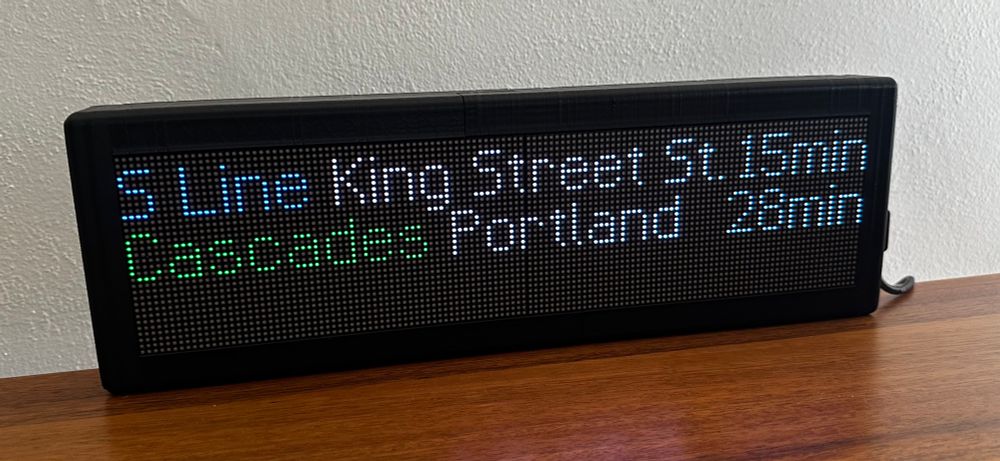 S Line King Street St 15min
Cascades Portland 28min